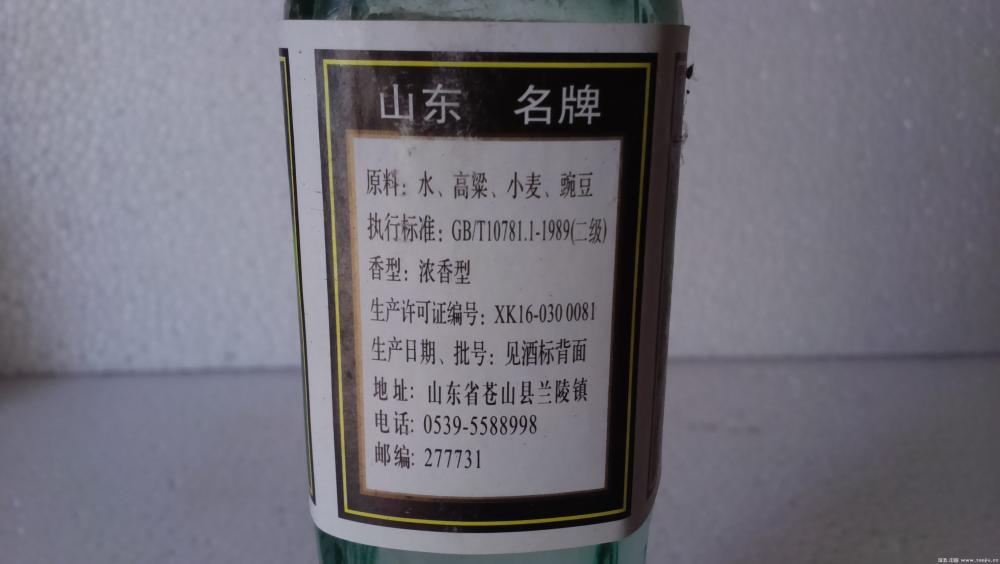 山东 名牌
原料：水、高粱、小麦、豌豆
执行标准：GB/T10781.1-1989(二级)
香型：浓香型
生产许可证编号：XK16-030 0081
生产日期、批号：见酒标背面
地址：山东省苍山县兰陵镇
电话：0539-5588998
邮编：277731